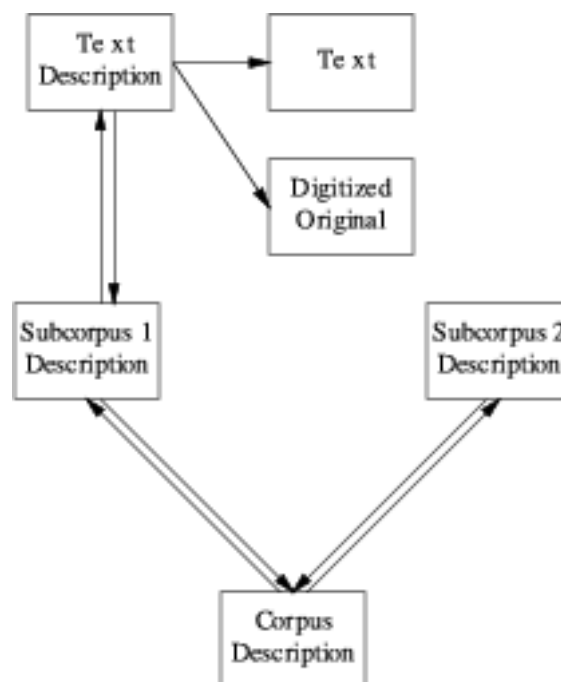 Te xt
Description
Te xt
Digitized
Original
Subcorpus 1
Description
Subcorpus 2
Description
Corpus
Description